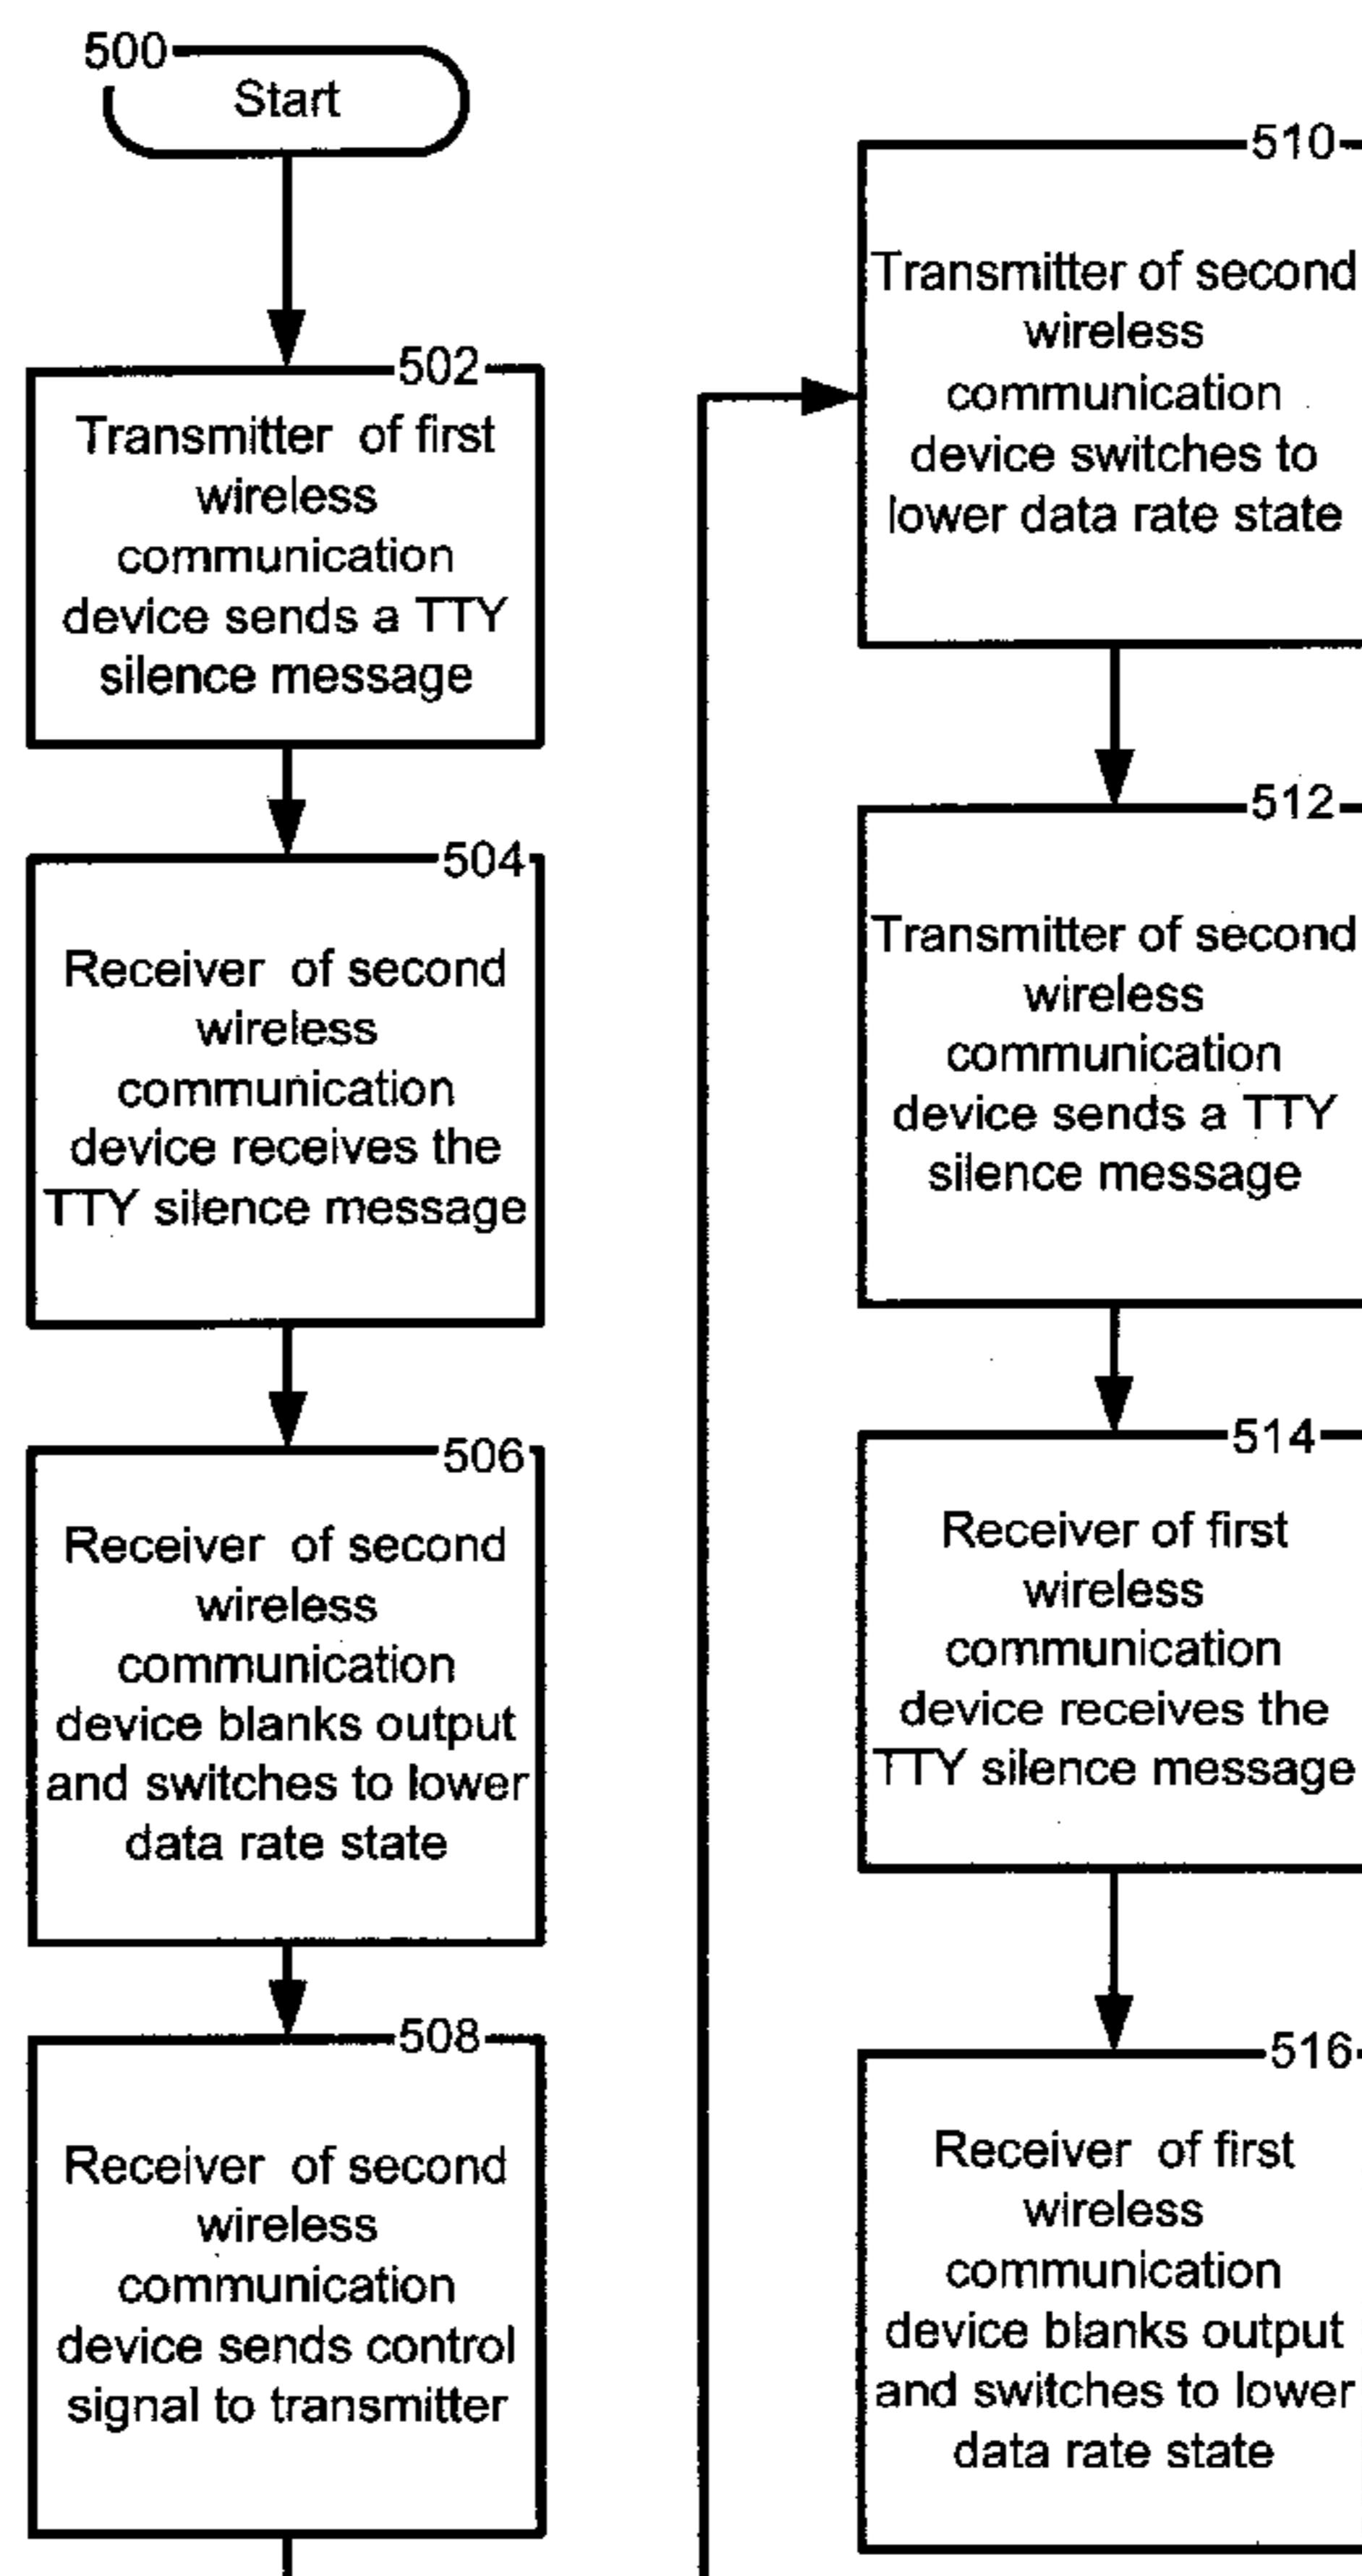 500
Start
502
Transmitter of first
wireless
communication
device sends a TTY
silence message
504
Receiver of second
wireless
communication
device receives the
TTY silence message
506
Receiver of second
wireless
communication
device blanks output
and switches to lower
data rate state
508
Receiver of second
wireless
communication
device sends control
signal to transmitter
510
Transmitter of second
wireless
communication
device switches to
lower data rate state
512
Transmitter of second
wireless
communication
device sends a TTY
silence message
514
Receiver of first
wireless
communication
device receives the
TTY silence message
516
Receiver of first
wireless
communication
device blanks output
and switches to lower
data rate state